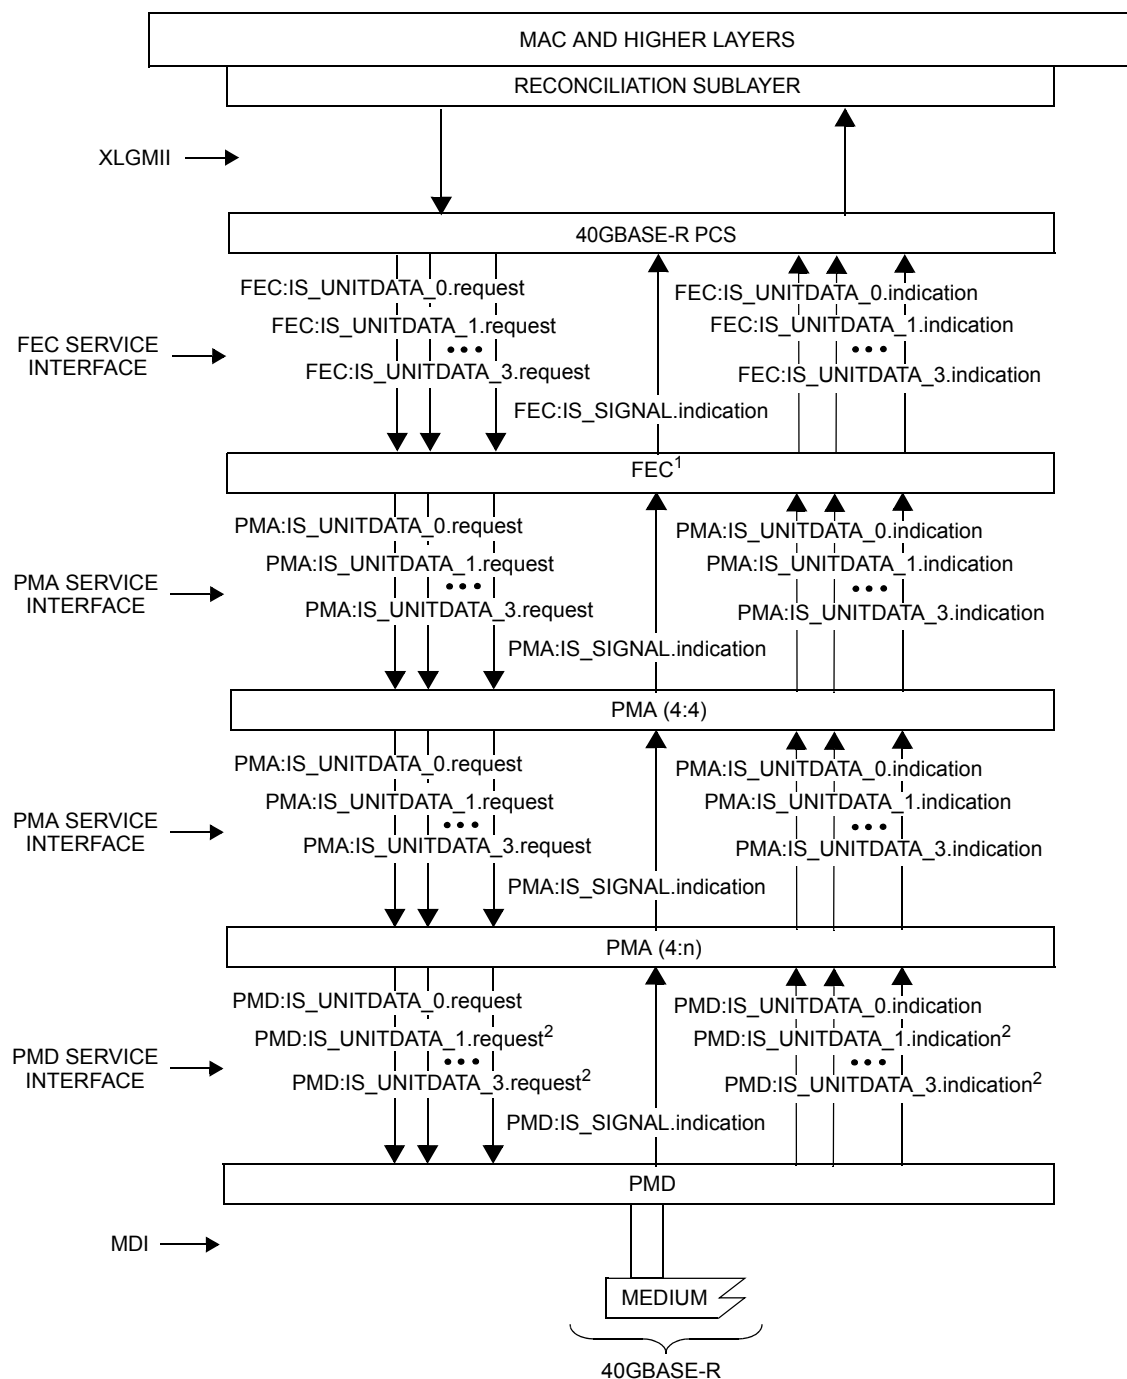 MAC AND HIGHER LAYERS
RECONCILIATION SUBLAYER
XLGMII
40GBASE-R PCS
FEC:IS_UNITDATA_0.request
FEC:IS_UNITDATA_1.request
FEC:IS_UNITDATA_3.request
FEC:IS_SIGNAL.indication
FEC:IS_UNITDATA_0.indication
FEC:IS_UNITDATA_1.indication
FEC:IS_UNITDATA_3.indication
FEC SERVICE
INTERFACE
FEC1
PMA:IS_UNITDATA_0.request
PMA:IS_UNITDATA_1.request
PMA:IS_UNITDATA_3.request
PMA:IS_SIGNAL.indication
PMA:IS_UNITDATA_0.indication
PMA:IS_UNITDATA_1.indication
PMA:IS_UNITDATA_3.indication
PMA SERVICE
INTERFACE
PMA (4:4)
PMA:IS_UNITDATA_0.request
PMA:IS_UNITDATA_1.request
PMA:IS_UNITDATA_3.request
PMA:IS_SIGNAL.indication
PMA:IS_UNITDATA_0.indication
PMA:IS_UNITDATA_1.indication
PMA:IS_UNITDATA_3.indication
PMA SERVICE
INTERFACE
PMA (4:n)
PMD:IS_UNITDATA_0.request
PMD:IS_UNITDATA_1.request2
PMD:IS_UNITDATA_3.request2
PMD:IS_SIGNAL.indication
PMD:IS_UNITDATA_0.indication
PMD:IS_UNITDATA_1.indication2
PMD:IS_UNITDATA_3.indication2
PMD SERVICE
INTERFACE
PMD
MDI
MEDIUM
40GBASE-R